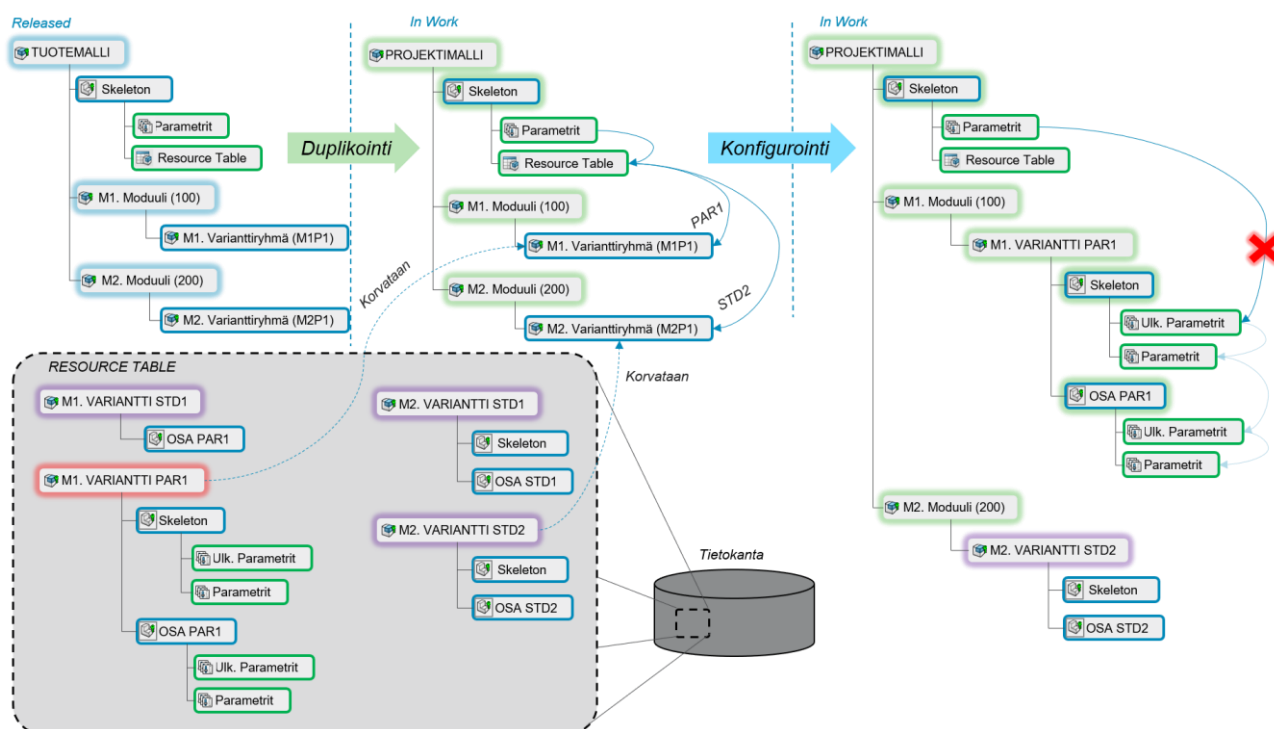 Released
TUOTEMALLI
Skeleton
Parametrit
Resource Table
M1. Moduuli (100)
M1. Varianttiryhmä (M1P1)
M2. Moduuli (200)
M2. Varianttiryhmä (M2P1)
Duplikointi
In Work
PROJEKTIMALLI
Skeleton
Parametrit
Resource Table
M1. Moduuli (100)
PAR1
M1. Varianttiryhmä (M1P1)
Korvataan
M2. Moduuli (200)
STD2
M2. Varianttiryhmä (M2P1)
Korvataan
Konfigurointi
In Work
PROJEKTIMALLI
Skeleton
Parametrit
Resource Table
M1. Moduuli (100)
M1. VARIANTTI PAR1
Skeleton
Ulk. Parametrit
Parametrit
OSA PAR1
Ulk. Parametrit
Parametrit
M2. Moduuli (200)
M2. VARIANTTI STD2
Skeleton
OSA STD2
RESOURCE TABLE
M1. VARIANTTI STD1
OSA PAR1
M1. VARIANTTI PAR1
Skeleton
Ulk. Parametrit
Parametrit
OSA PAR1
Ulk. Parametrit
Parametrit
M2. VARIANTTI STD1
Skeleton
OSA STD1
M2. VARIANTTI STD2
Skeleton
OSA STD2
Tietokanta